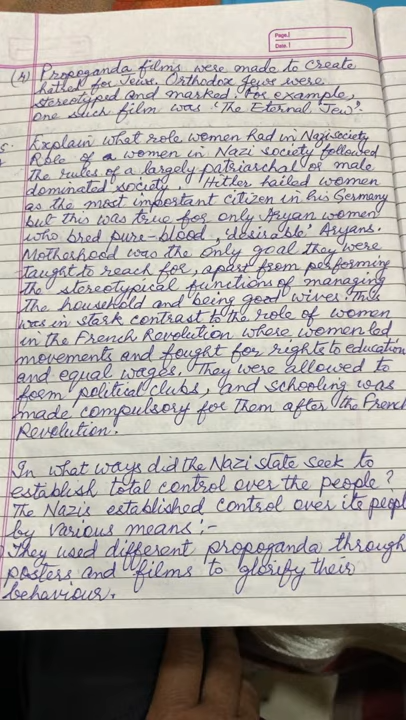 Page:
Date:
(4) Propoganda films were made to create
hatred for Jews. Orthodox Jews were
stereotyped and marked. For example,
one such film was 'The Eternal Jew'.
Explain what role women had in Nazi society
Role of a women in Nazi society followed
the rules of a largely patriarchal or male
dominated society. Hitler hailed women
as the most important citizen in his Germany
but this was true for only Aryan women
who bred pure-blood, 'desirable' Aryans.
Motherhood was the only goal they were
taught to reach for, apart from performing
the stereotypical functions of managing
the household and being good wives. This
was in stark contrast to the role of women
in the French Revolution where women led
movements and fought for rights to education
and equal wages. They were allowed to
form political clubs, and schooling was
made compulsory for them after the French
Revolution.
In what ways did the Nazi state seek to
establish total control over the people?
The Nazis established control over its peopl
by various means:-
They used different propoganda through
posters and films to glorify their
behaviour.